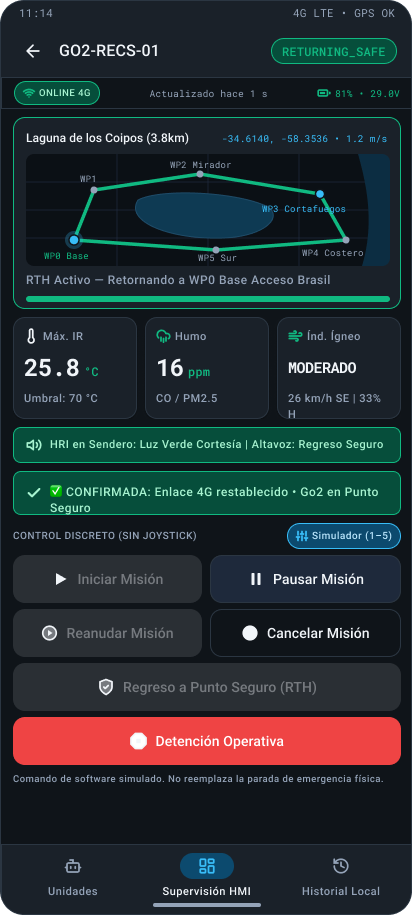 11:14
4G LTE • GPS OK
GO2-RECS-01
RETURNING_SAFE
ONLINE 4G
Actualizado hace 1 s
81% • 29.0V
Laguna de los Coipos (3.8km)
-34.6140, -58.3536 • 1.2 m/s
WP2 Mirador
WP1
WP3 Cortafuegos
WP0 Base
WP5 Sur
WP4 Costero
RTH Activo — Retornando a WP0 Base Acceso Brasil
Máx. IR
25.8 °C
Umbral: 70 °C
Humo
16 ppm
CO / PM2.5
Índ. Ígneo
MODERADO
26 km/h SE | 33%
H
HRI en Sendero: Luz Verde Cortesía | Altavoz: Regreso Seguro
✅ CONFIRMADA: Enlace 4G restablecido • Go2 en Punto
Seguro
CONTROL DISCRETO (SIN JOYSTICK)
Simulador (1–5)
Iniciar Misión
Pausar Misión
Reanudar Misión
Cancelar Misión
Regreso a Punto Seguro (RTH)
Detención Operativa
Comando de software simulado. No reemplaza la parada de emergencia física.
Unidades
Supervisión HMI
Historial Local